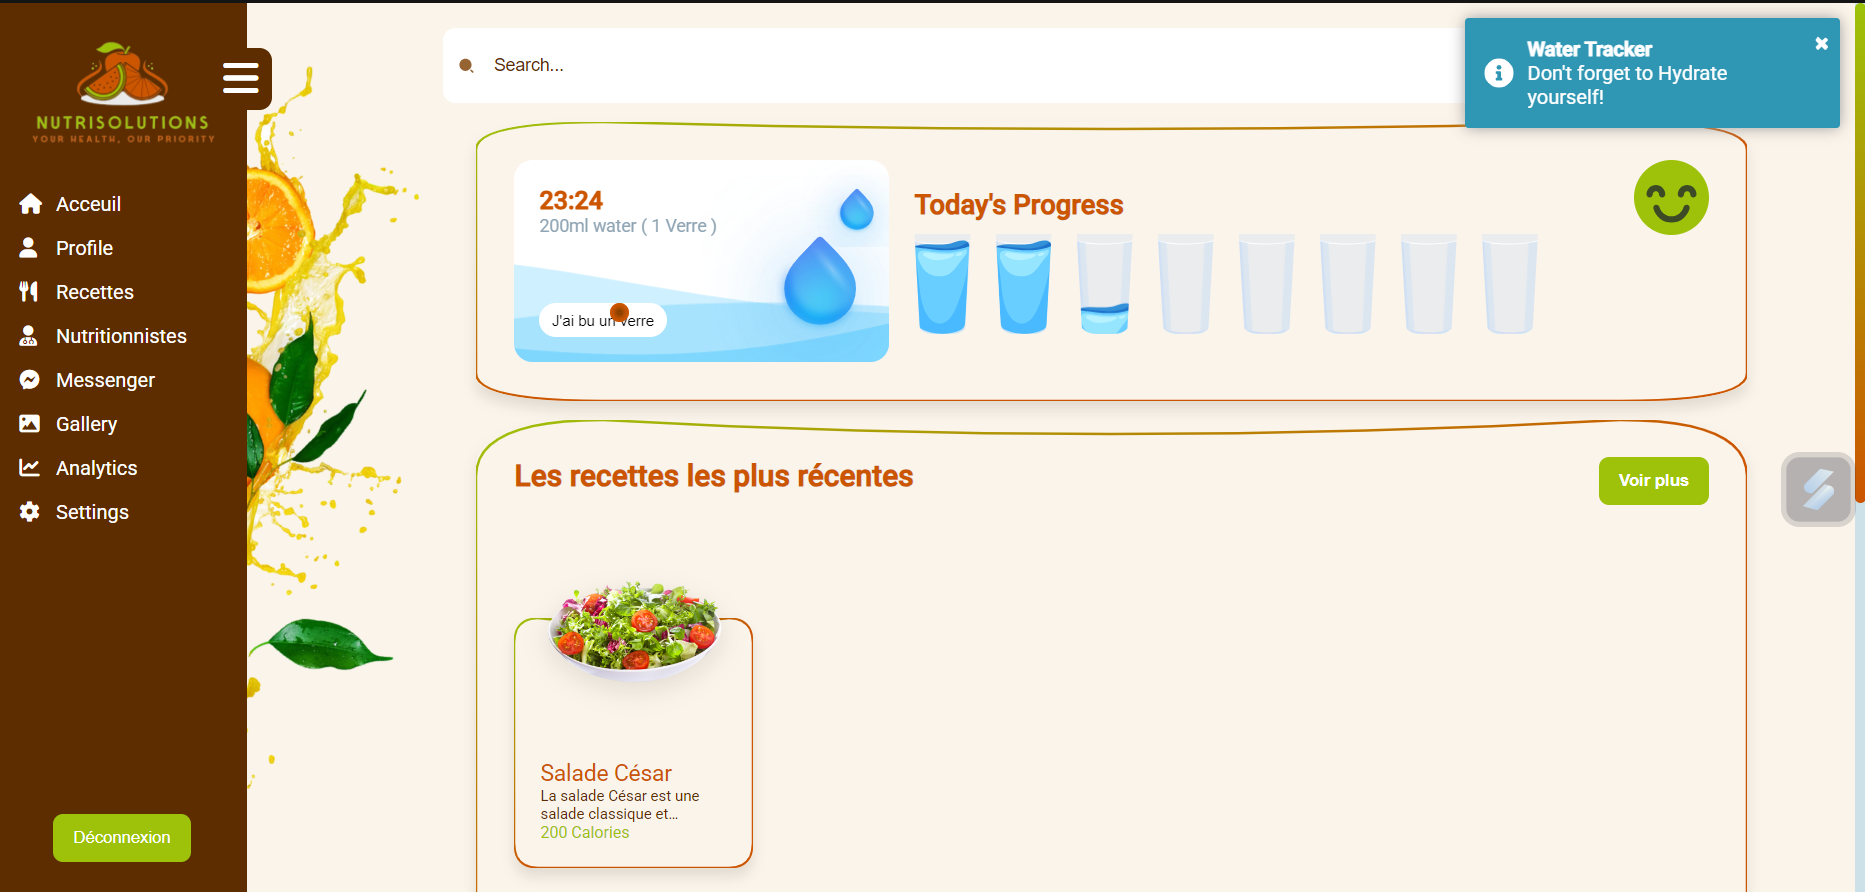 NUTRISOLUTIONS
YOUR HEALTH, OUR PRIORITY
Acceuil
Profile
Recettes
Nutritionnistes
Messenger
Gallery
Analytics
Settings
Déconnexion
Search...
Water Tracker
Don't forget to Hydrate
yourself!
23:24
200ml water ( 1 Verre )
J'ai bu un verre
Today's Progress
Les recettes les plus récentes
Voir plus
Salade César
La salade César est une
salade classique et...
200 Calories